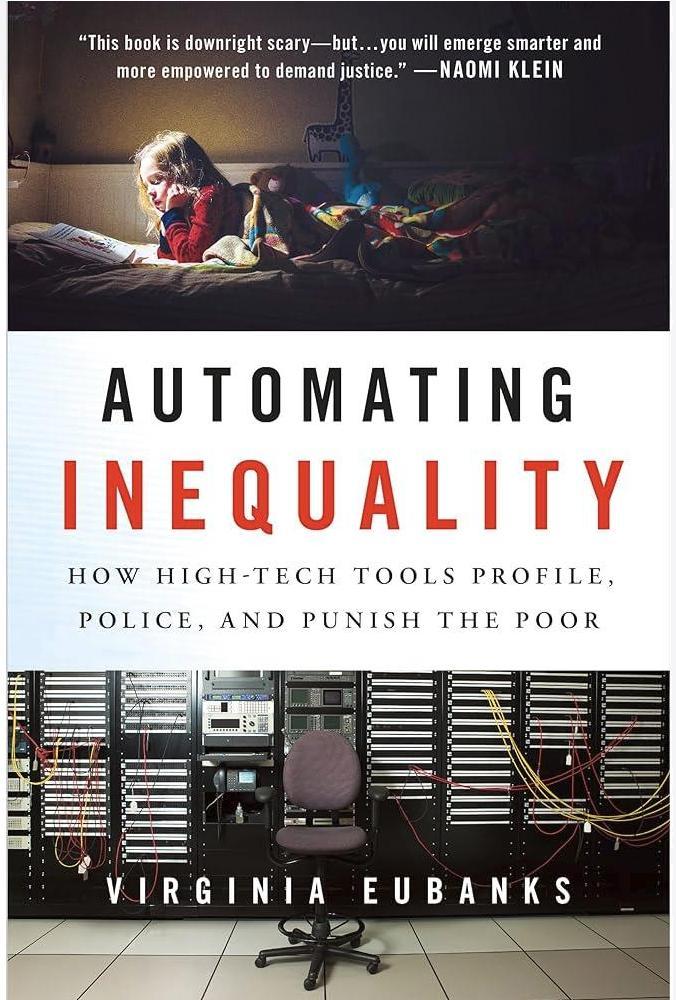 “This book is downright scary—but...you will emerge smarter and
more empowered to demand justice.” —NAOMI KLEIN
AUTOMATING
INEQUALITY
HOW HIGH-TECH TOOLS PROFILE,
POLICE, AND PUNISH THE POOR
VIRGINIA EUBANKS